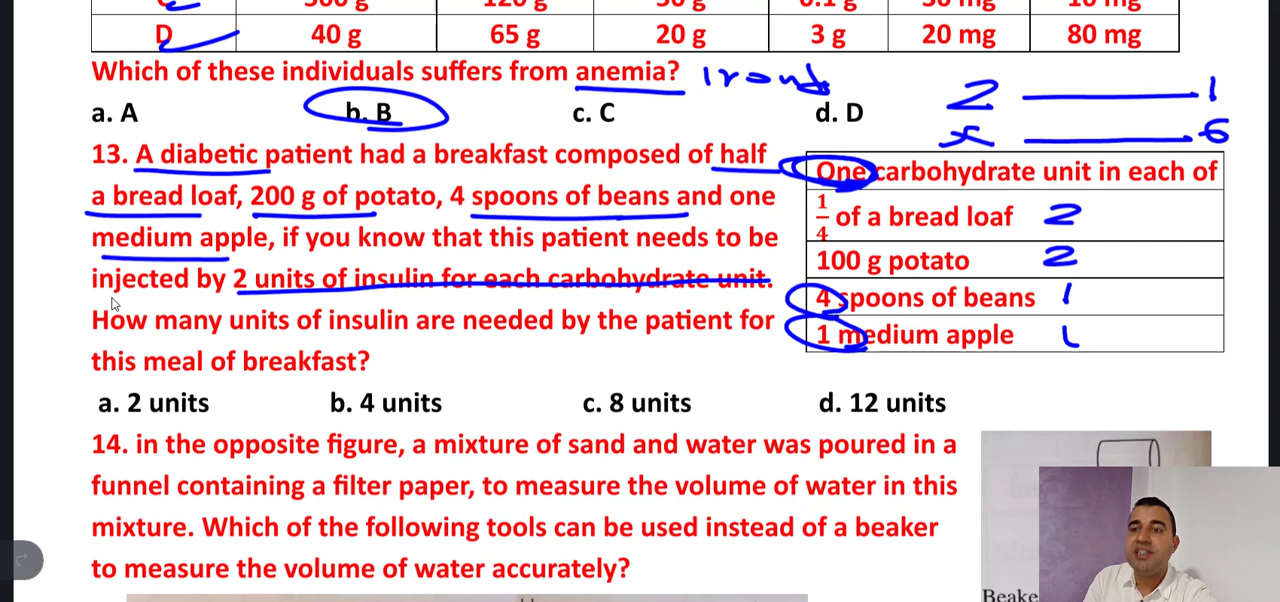 D 40 g 65 g 20 g 3 g 20 mg 80 mg
Which of these individuals suffers from anemia?
a. A b. B c. C d. D
2 1
x 6
13. A diabetic patient had a breakfast composed of half
a bread loaf, 200 g of potato, 4 spoons of beans and one
medium apple, if you know that this patient needs to be
injected by 2 units of insulin for each carbohydrate unit.
How many units of insulin are needed by the patient for
this meal of breakfast?
One carbohydrate unit in each of
1/4 of a bread loaf 2
100 g potato 2
4 spoons of beans 1
1 medium apple 1
a. 2 units b. 4 units c. 8 units d. 12 units
14. in the opposite figure, a mixture of sand and water was poured in a
funnel containing a filter paper, to measure the volume of water in this
mixture. Which of the following tools can be used instead of a beaker
to measure the volume of water accurately?